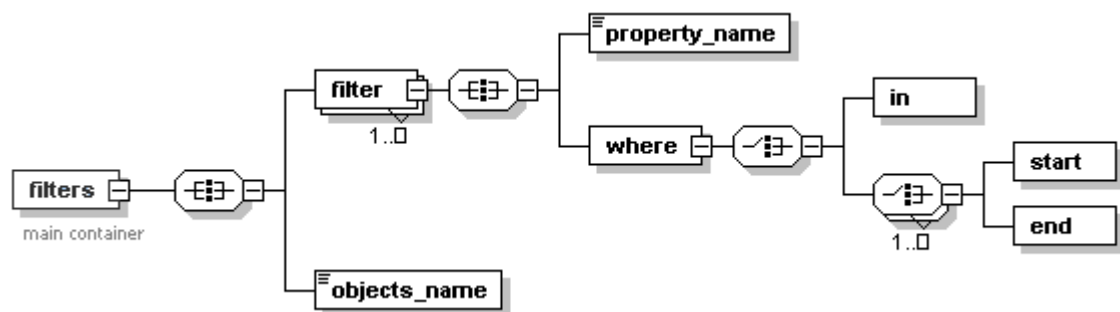 property_name
filter
1..□
in
where
start
filters
main container
end
1..□
objects_name